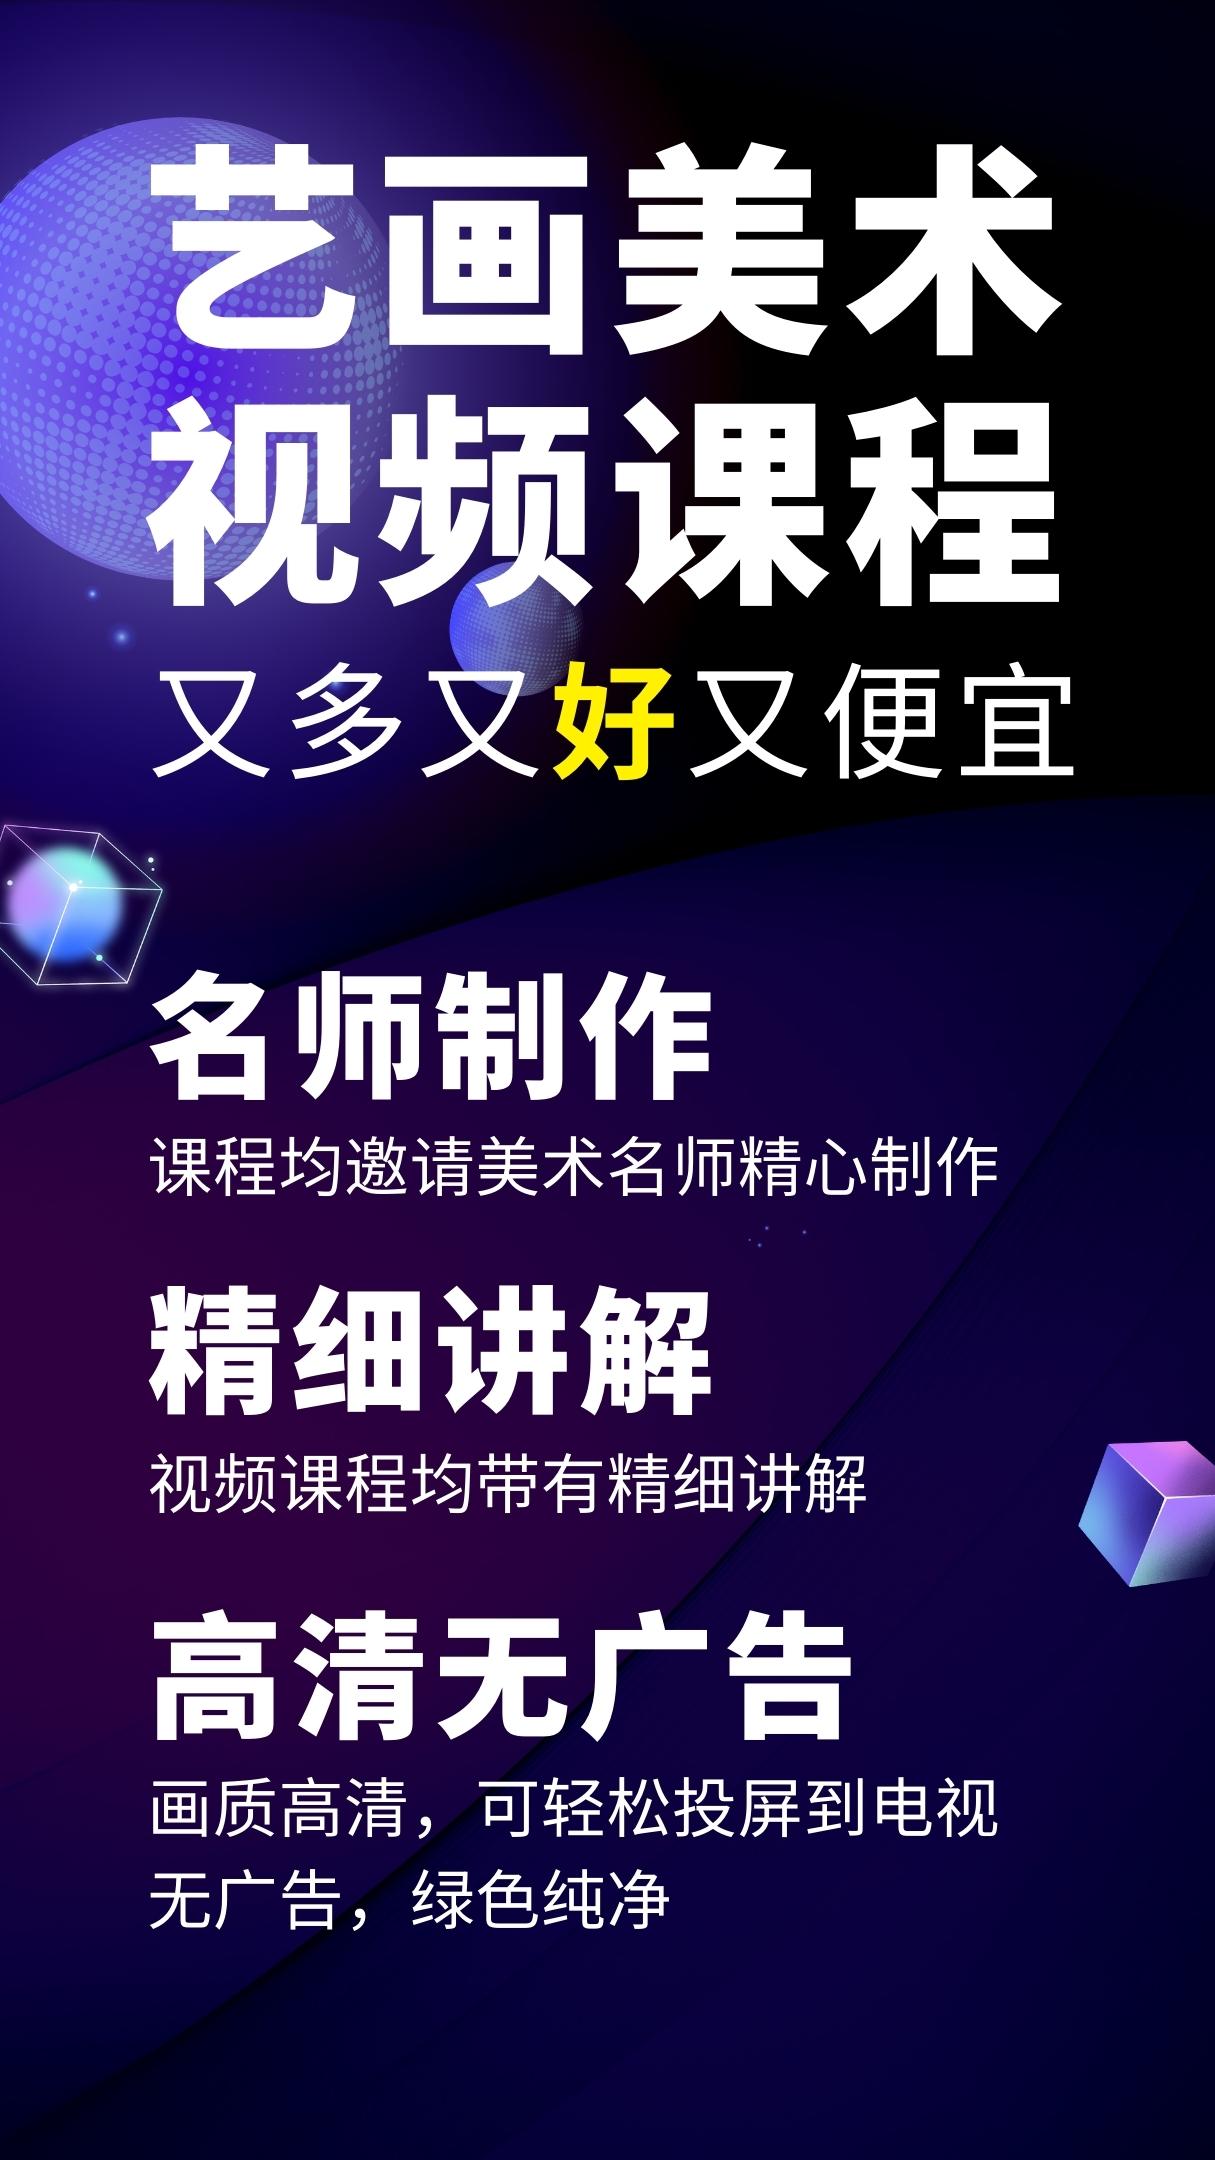 艺画美术
视频课程
又多又好又便宜
名师制作
课程均邀请美术名师精心制作
精细讲解
视频课程均带有精细讲解
高清无广告
画质高清，可轻松投屏到电视
无广告，绿色纯净